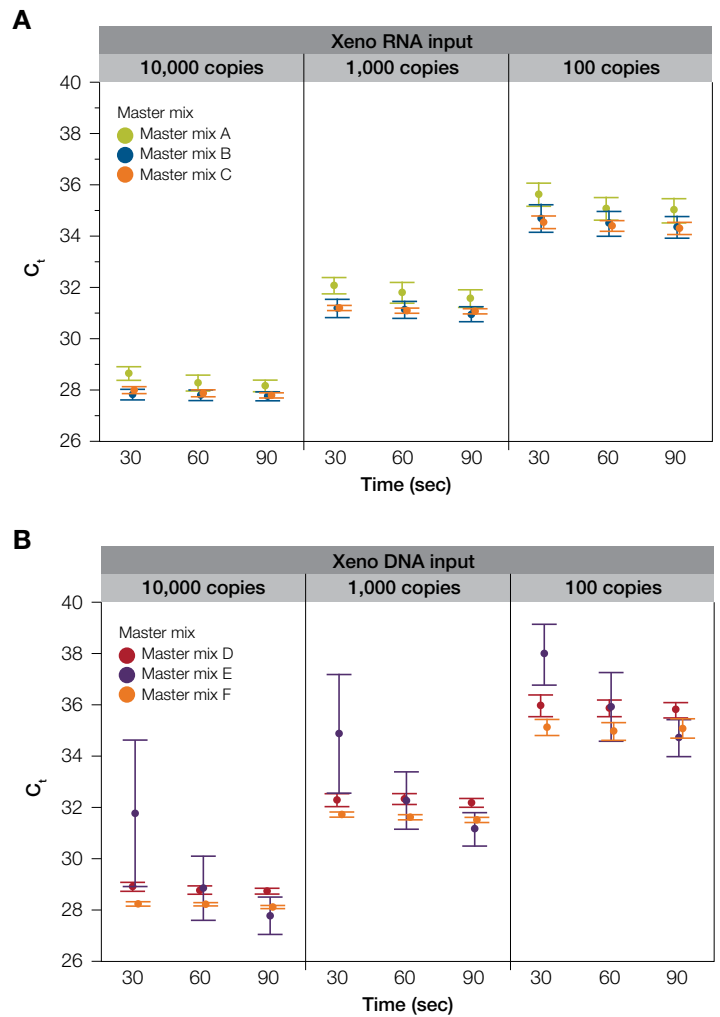 A
Xeno RNA input
10,000 copies 1,000 copies 100 copies
40
38
36
34
32
30
28
26
Master mix
Master mix A
Master mix B
Master mix C
Ct
30 60 90 30 60 90 30 60 90
Time (sec)
B
Xeno DNA input
10,000 copies 1,000 copies 100 copies
40
38
36
34
32
30
28
26
Master mix
Master mix D
Master mix E
Master mix F
Ct
30 60 90 30 60 90 30 60 90
Time (sec)